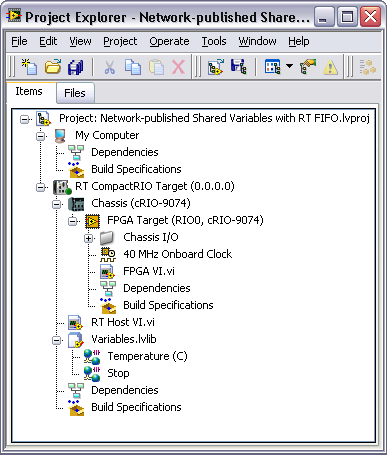 Project Explorer - Network-published Share...
File Edit View Project Operate Tools Window Help...
Items Files
Project: Network-published Shared Variables with RT FIFO.lvproj
My Computer
Dependencies
Build Specifications
RT CompactRIO Target (0.0.0.0)
Chassis (cRIO-9074)
FPGA Target (RIO0, cRIO-9074)
Chassis I/O
40 MHz Onboard Clock
FPGA VI.vi
Dependencies
Build Specifications
RT Host VI.vi
Variables.lvlib
Temperature (C)
Stop
Dependencies
Build Specifications